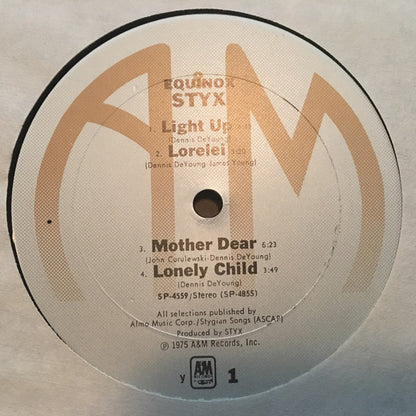 A&M
EQUINOX
STYX
1. Light Up
(Dennis DeYoung)
2. Lorelei 3:20
(Dennis DeYoung-James Young)
3. Mother Dear 6:23
(John Curulewski-Dennis DeYoung)
4. Lonely Child 3:49
(Dennis DeYoung)
SP-4559/Stereo (SP-4855)
All selections published by
Almo Music Corp./Stygian Songs (ASCAP)
Produced by STYX
Ⓟ 1975 A&M Records, Inc.
y A&M RECORDS 1